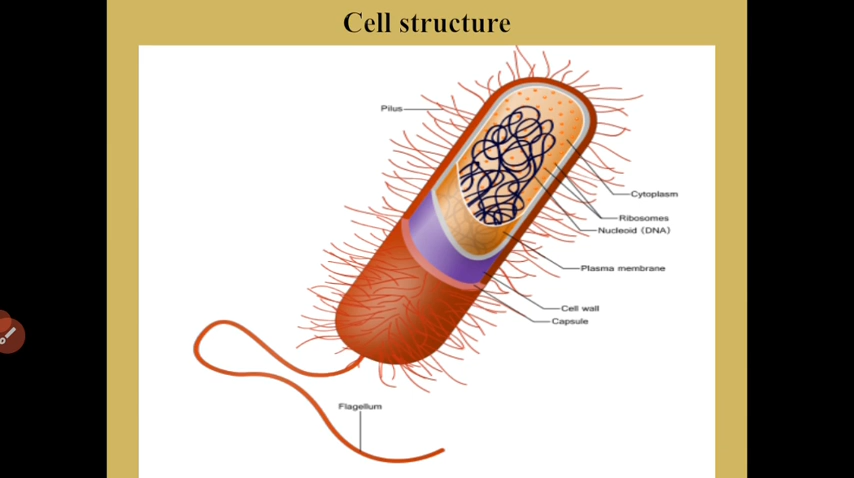 Cell structure
Pilus
Cytoplasm
Ribosomes
Nucleoid (DNA)
Plasma membrane
Cell wall
Capsule
Flagellum